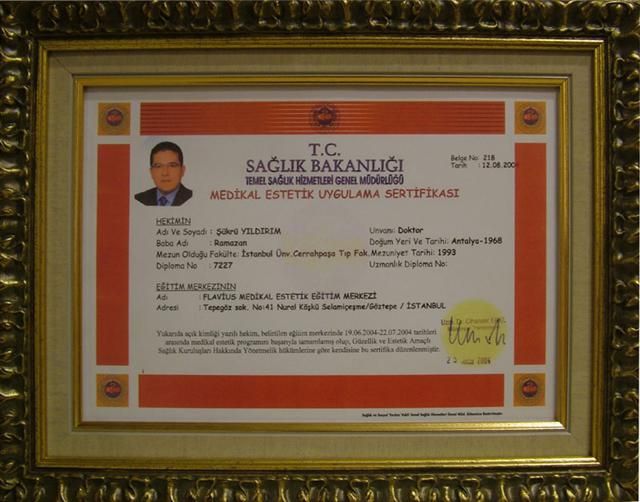 T.C.
SAĞLIK BAKANLIĞI
TEMEL SAĞLIK HİZMETLERİ GENEL MÜDÜRLÜĞÜ
MEDİKAL ESTETİK UYGULAMA SERTİFİKASI
Belge No: 218
Tarih : 12.08.2004
HEKİMİN
Adı Ve Soyadı : Şükrü YILDIRIM Unvanı: Doktor
Baba Adı : Ramazan Doğum Yeri Ve Tarihi: Antalya-1968
Mezun Olduğu Fakülte: İstanbul Ünv.Cerrahpaşa Tıp Fak. Mezuniyet Tarihi: 1993
Diploma No : 7227 Uzmanlık Diploma No:
EĞİTİM MERKEZİNİN
Adı : FLAVİUS MEDİKAL ESTETİK EĞİTİM MERKEZİ
Adresi : Tepegöz sok. No:41 Nural Köşkü Selamiçeşme/Göztepe / İSTANBUL
Yukarıda açık kimliği yazılı hekim, belirtilen eğitim merkezinde 19.06.2004-22.07.2004 tarihleri
arasında medikal estetik programını başarıyla tamamlamış olup, Güzellik ve Estetik Amaçlı
Sağlık Kuruluşları Hakkında Yönetmelik hükümlerine göre kendisine bu sertifika düzenlenmiştir.
Uzm. Dr.
2004